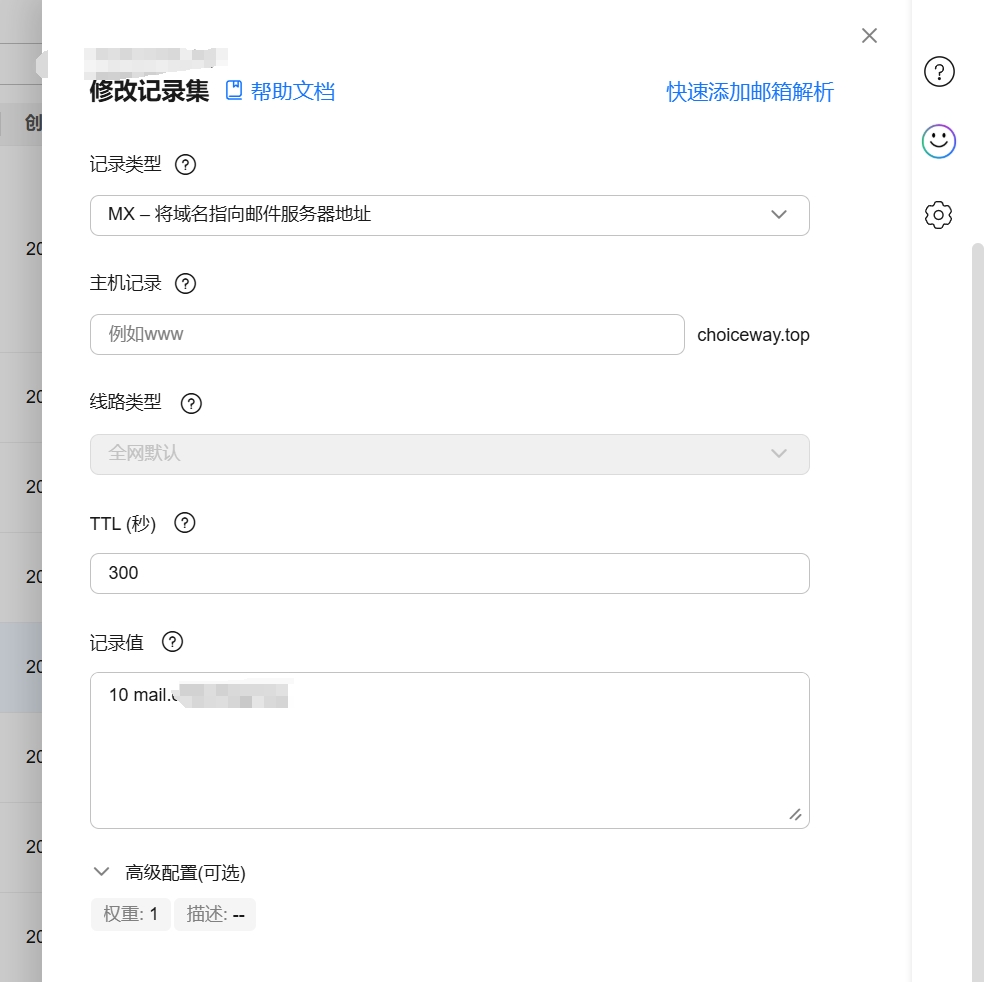 修改记录集 帮助文档 快速添加邮箱解析
创
记录类型 ?
MX – 将域名指向邮件服务器地址
主机记录 ?
例如www choiceway.top
线路类型 ?
全网默认
TTL (秒) ?
300
记录值 ?
10 mail.
高级配置(可选)
权重: 1 描述: --
20
20
20
20
20
20
20
20